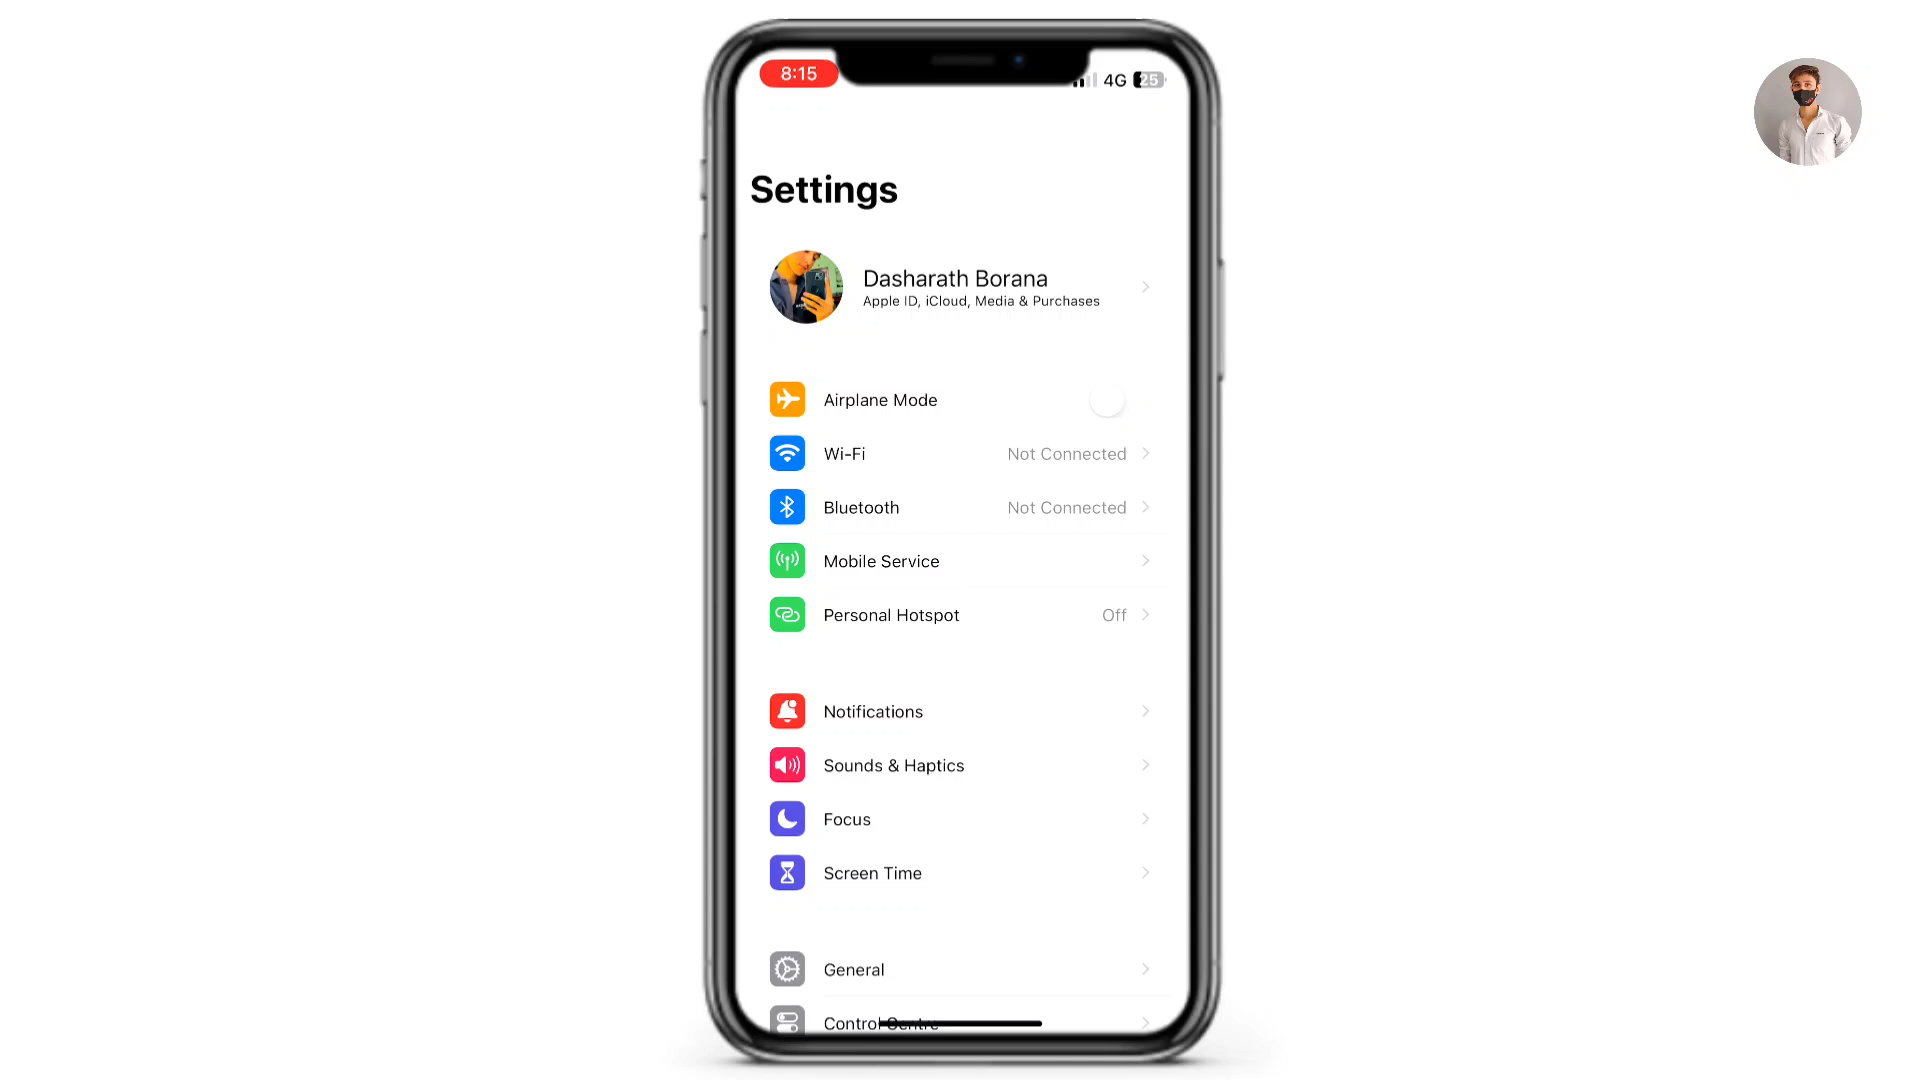 8:15
4G 25
Settings
Dasharath Borana
Apple ID, iCloud, Media & Purchases
Airplane Mode
Wi-Fi Not Connected
Bluetooth Not Connected
Mobile Service
Personal Hotspot Off
Notifications
Sounds & Haptics
Focus
Screen Time
General
Control Centre